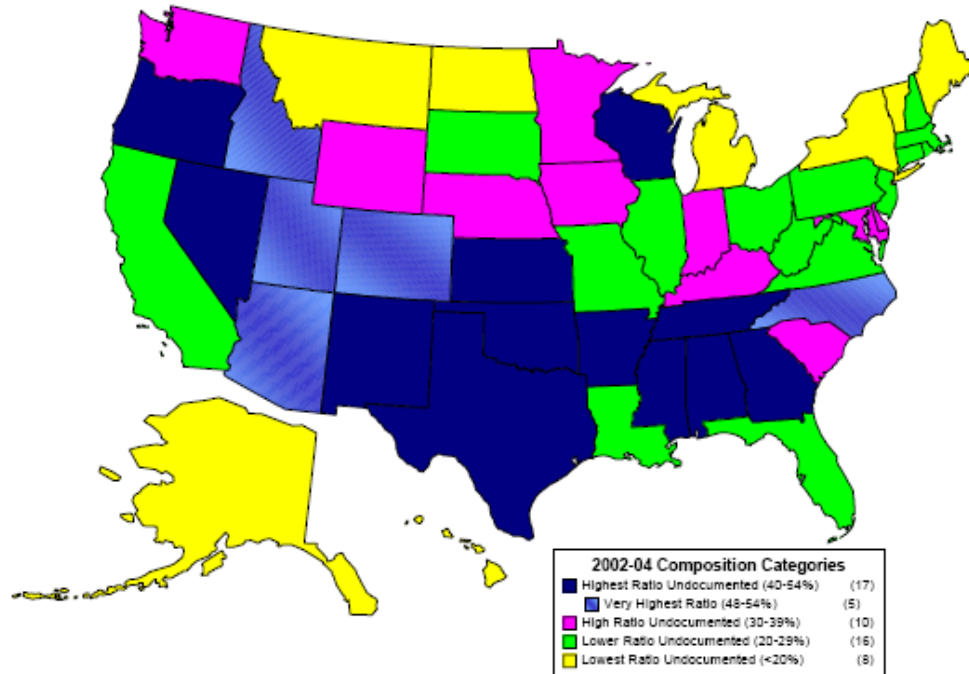 2002-04 Composition Categories
Highest Ratio Undocumented (40-54%) (17)
Very Highest Ratio (48-54%) (5)
High Ratio Undocumented (30-39%) (10)
Lower Ratio Undocumented (20-29%) (16)
Lowest Ratio Undocumented (<20%) (8)